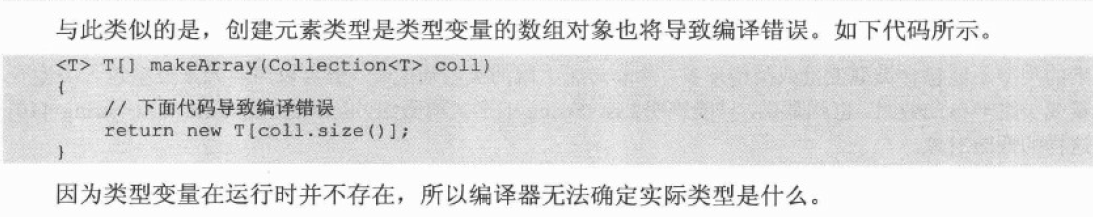 与此类似的是，创建元素类型是类型变量的数组对象也将导致编译错误。如下代码所示。
<T> T[] makeArray(Collection<T> coll)
{
    // 下面代码导致编译错误
    return new T[coll.size()];
}
因为类型变量在运行时并不存在，所以编译器无法确定实际类型是什么。